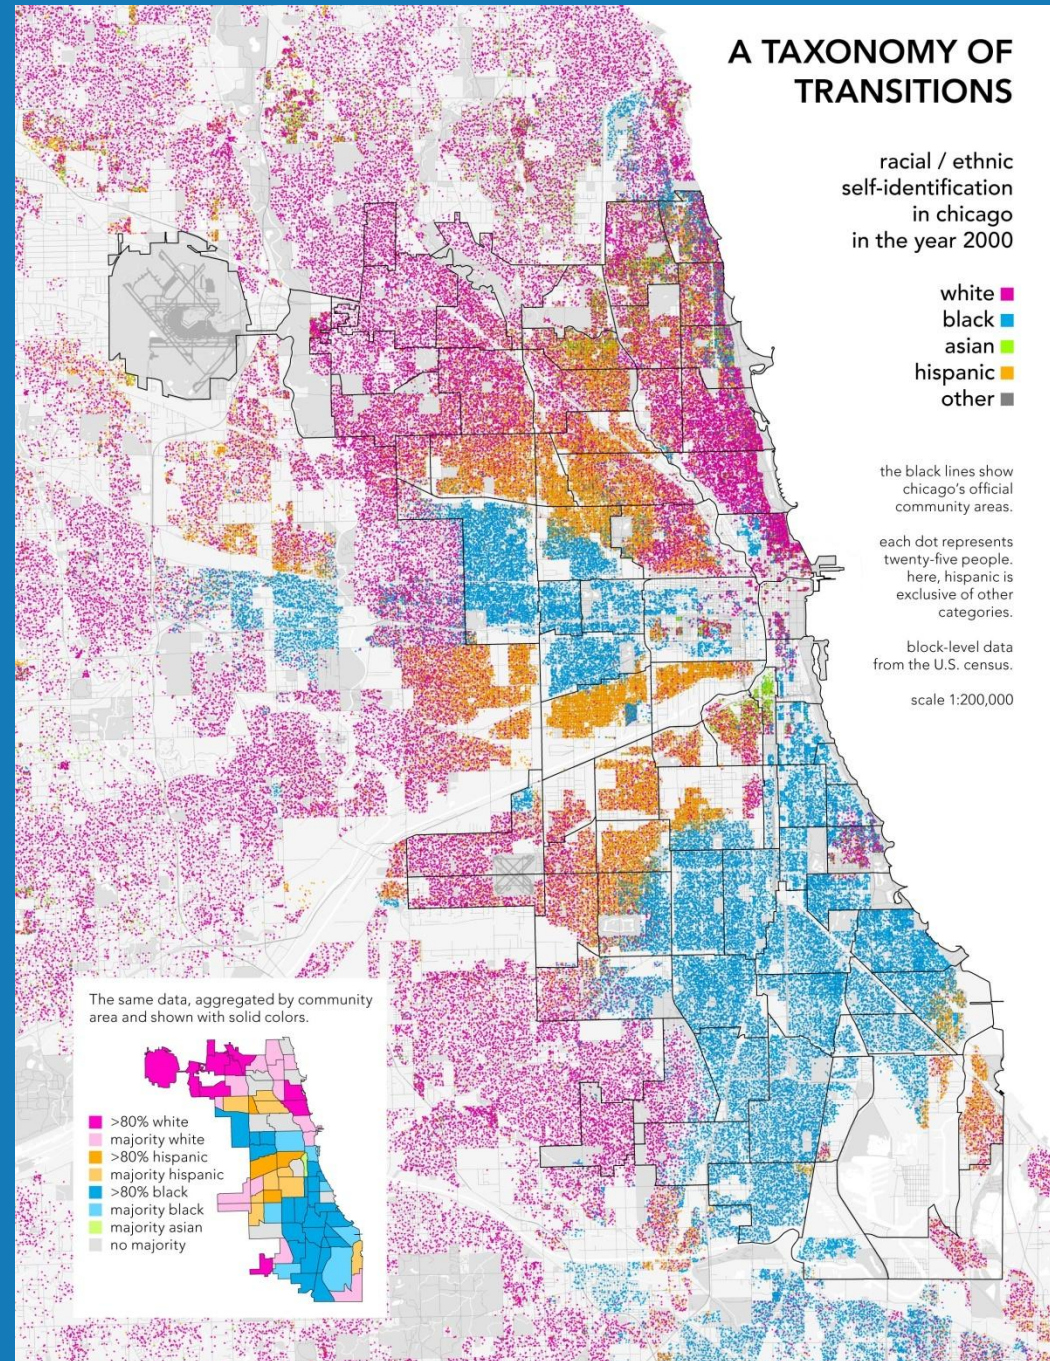 A TAXONOMY OF
TRANSITIONS
racial / ethnic
self-identification
in chicago
in the year 2000
white
black
asian
hispanic
other
the black lines show
chicago's official
community areas.
each dot represents
twenty-five people.
here, hispanic is
exclusive of other
categories.
block-level data
from the U.S. census.
scale 1:200,000
The same data, aggregated by community
area and shown with solid colors.
>80% white
majority white
>80% hispanic
majority hispanic
>80% black
majority black
majority asian
no majority